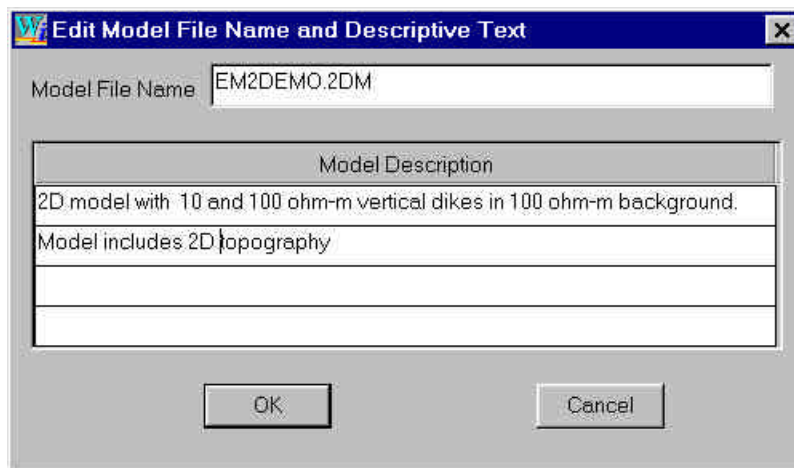 Edit Model File Name and Descriptive Text
Model File Name EM2DEMO.2DM
Model Description
2D model with 10 and 100 ohm-m vertical dikes in 100 ohm-m background.
Model includes 2D topography
OK Cancel